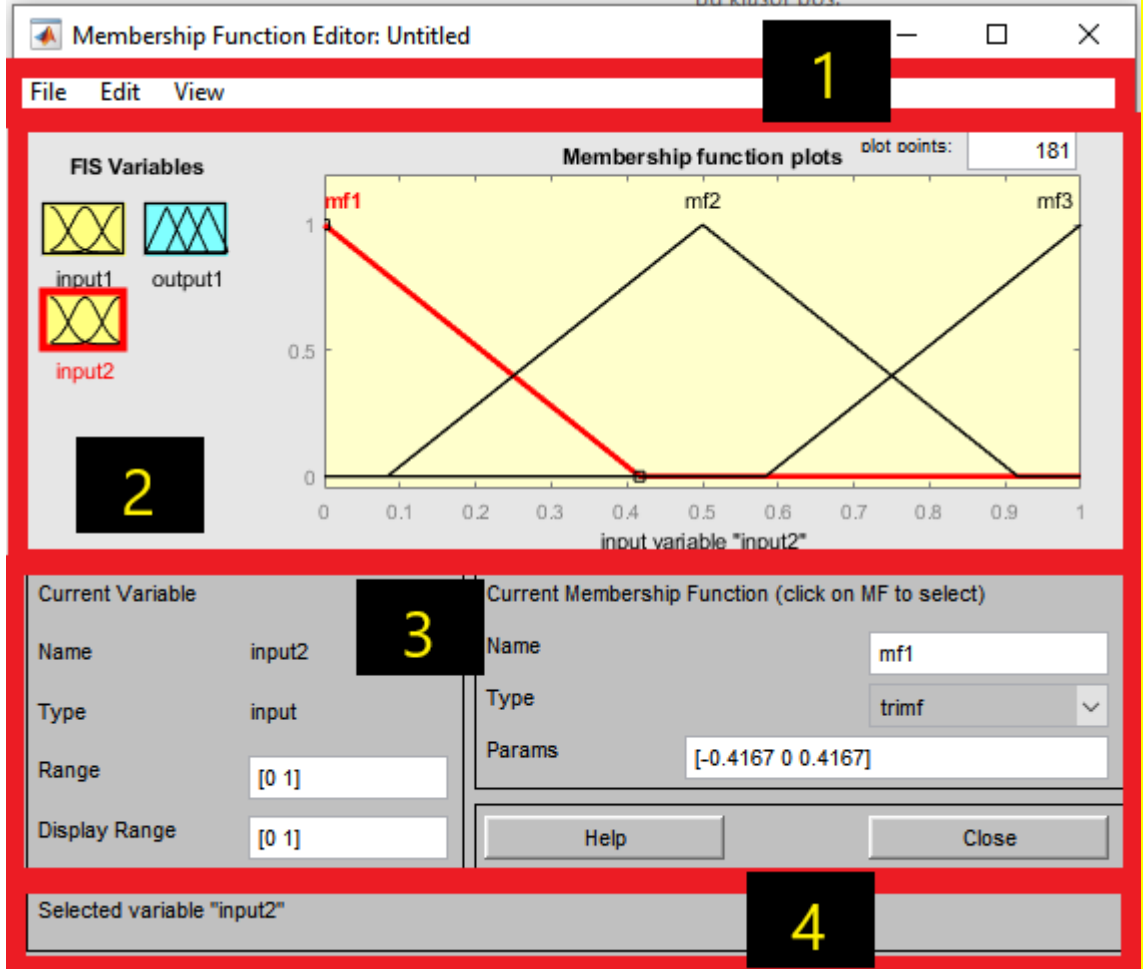 Membership Function Editor: Untitled
1
File Edit View
FIS Variables
Membership function plots
plot points:
181
input1
output1
input2
2
mf1
mf2
mf3
1
0.5
0
0 0.1 0.2 0.3 0.4 0.5 0.6 0.7 0.8 0.9 1
input variable "input2"
3
Current Variable
Name input2
Type input
Range [0 1]
Display Range [0 1]
Current Membership Function (click on MF to select)
Name mf1
Type trimf
Params [-0.4167 0 0.4167]
Help Close
Selected variable "input2"
4